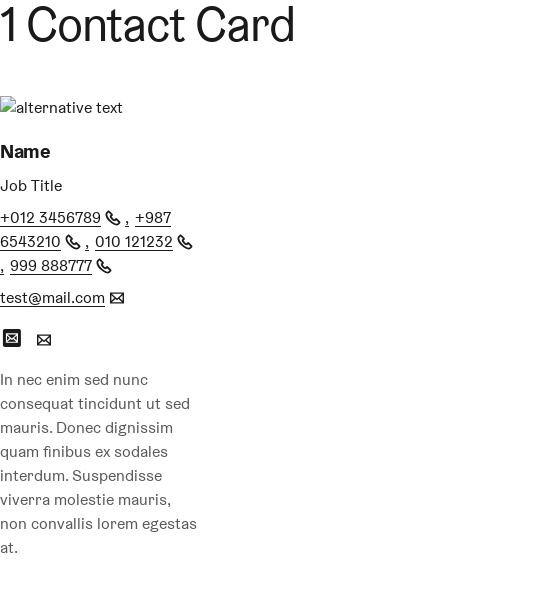 1 Contact Card
alternative text
Name
Job Title
+012 3456789 , +987
6543210 , 010 121232
, 999 888777
test@mail.com
In nec enim sed nunc
consequat tincidunt ut sed
mauris. Donec dignissim
quam finibus ex sodales
interdum. Suspendisse
viverra molestie mauris,
non convallis lorem egestas
at.